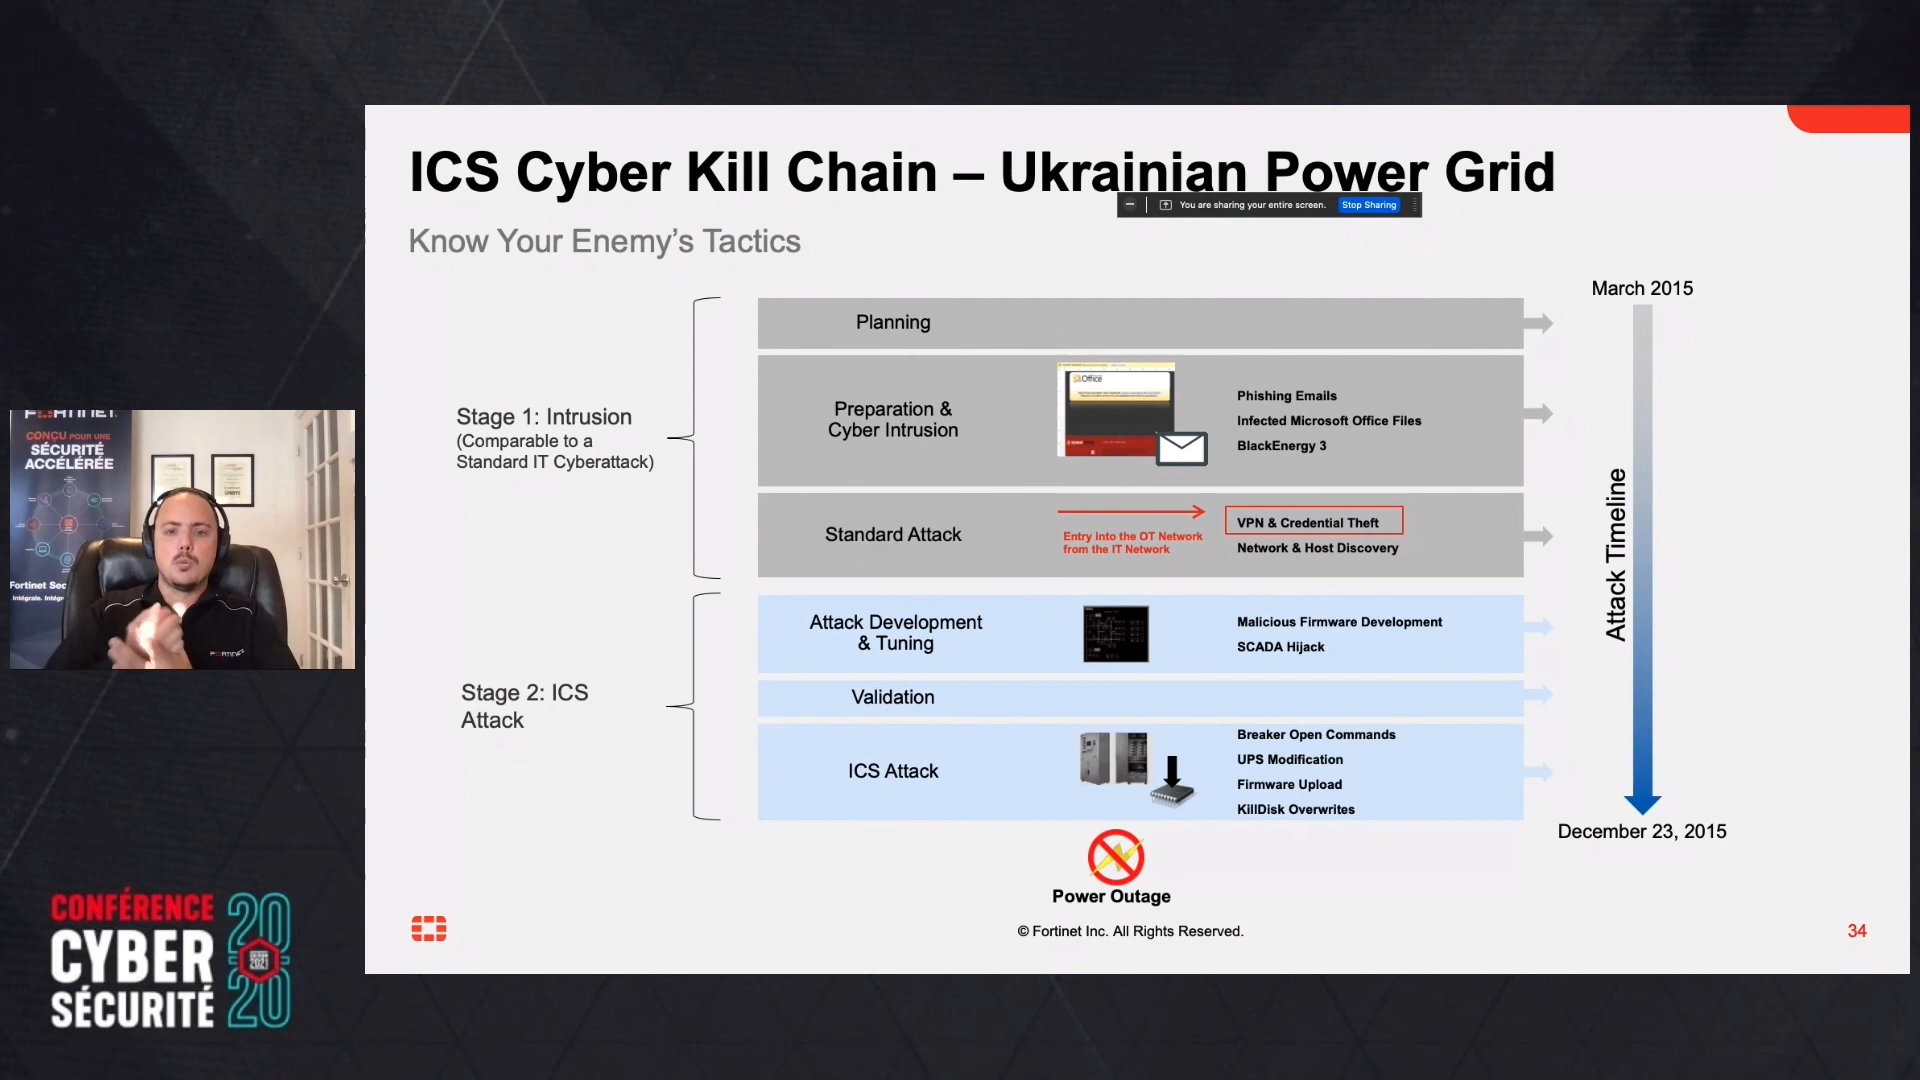 ICS Cyber Kill Chain – Ukrainian Power Grid
You are sharing your entire screen. Stop Sharing
Know Your Enemy's Tactics
March 2015
Planning
Office
Stage 1: Intrusion
(Comparable to a
Standard IT Cyberattack)
Preparation &
Cyber Intrusion
Phishing Emails
Infected Microsoft Office Files
BlackEnergy 3
Standard Attack
Entry into the OT Network
from the IT Network
VPN & Credential Theft
Network & Host Discovery
Attack Timeline
Stage 2: ICS
Attack
Attack Development
& Tuning
Malicious Firmware Development
SCADA Hijack
Validation
ICS Attack
Breaker Open Commands
UPS Modification
Firmware Upload
KillDisk Overwrites
December 23, 2015
Power Outage
© Fortinet Inc. All Rights Reserved.
34
FORTINET
CONÇU POUR UNE
SÉCURITÉ
ACCÉLÉRÉE
Fortinet Sec
Intégrale. Intégr
FORTINET
CONFÉRENCE
CYBER
SÉCURITÉ
20
2021
20